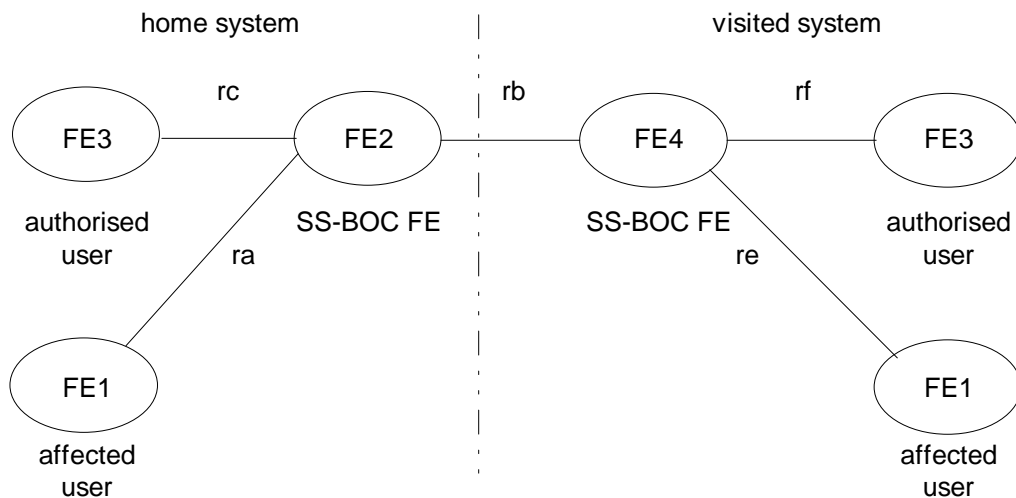 home system
visited system
rc
rb
rf
FE3
FE2
FE4
FE3
authorised
user
SS-BOC FE
SS-BOC FE
authorised
user
ra
re
FE1
FE1
affected
user
affected
user